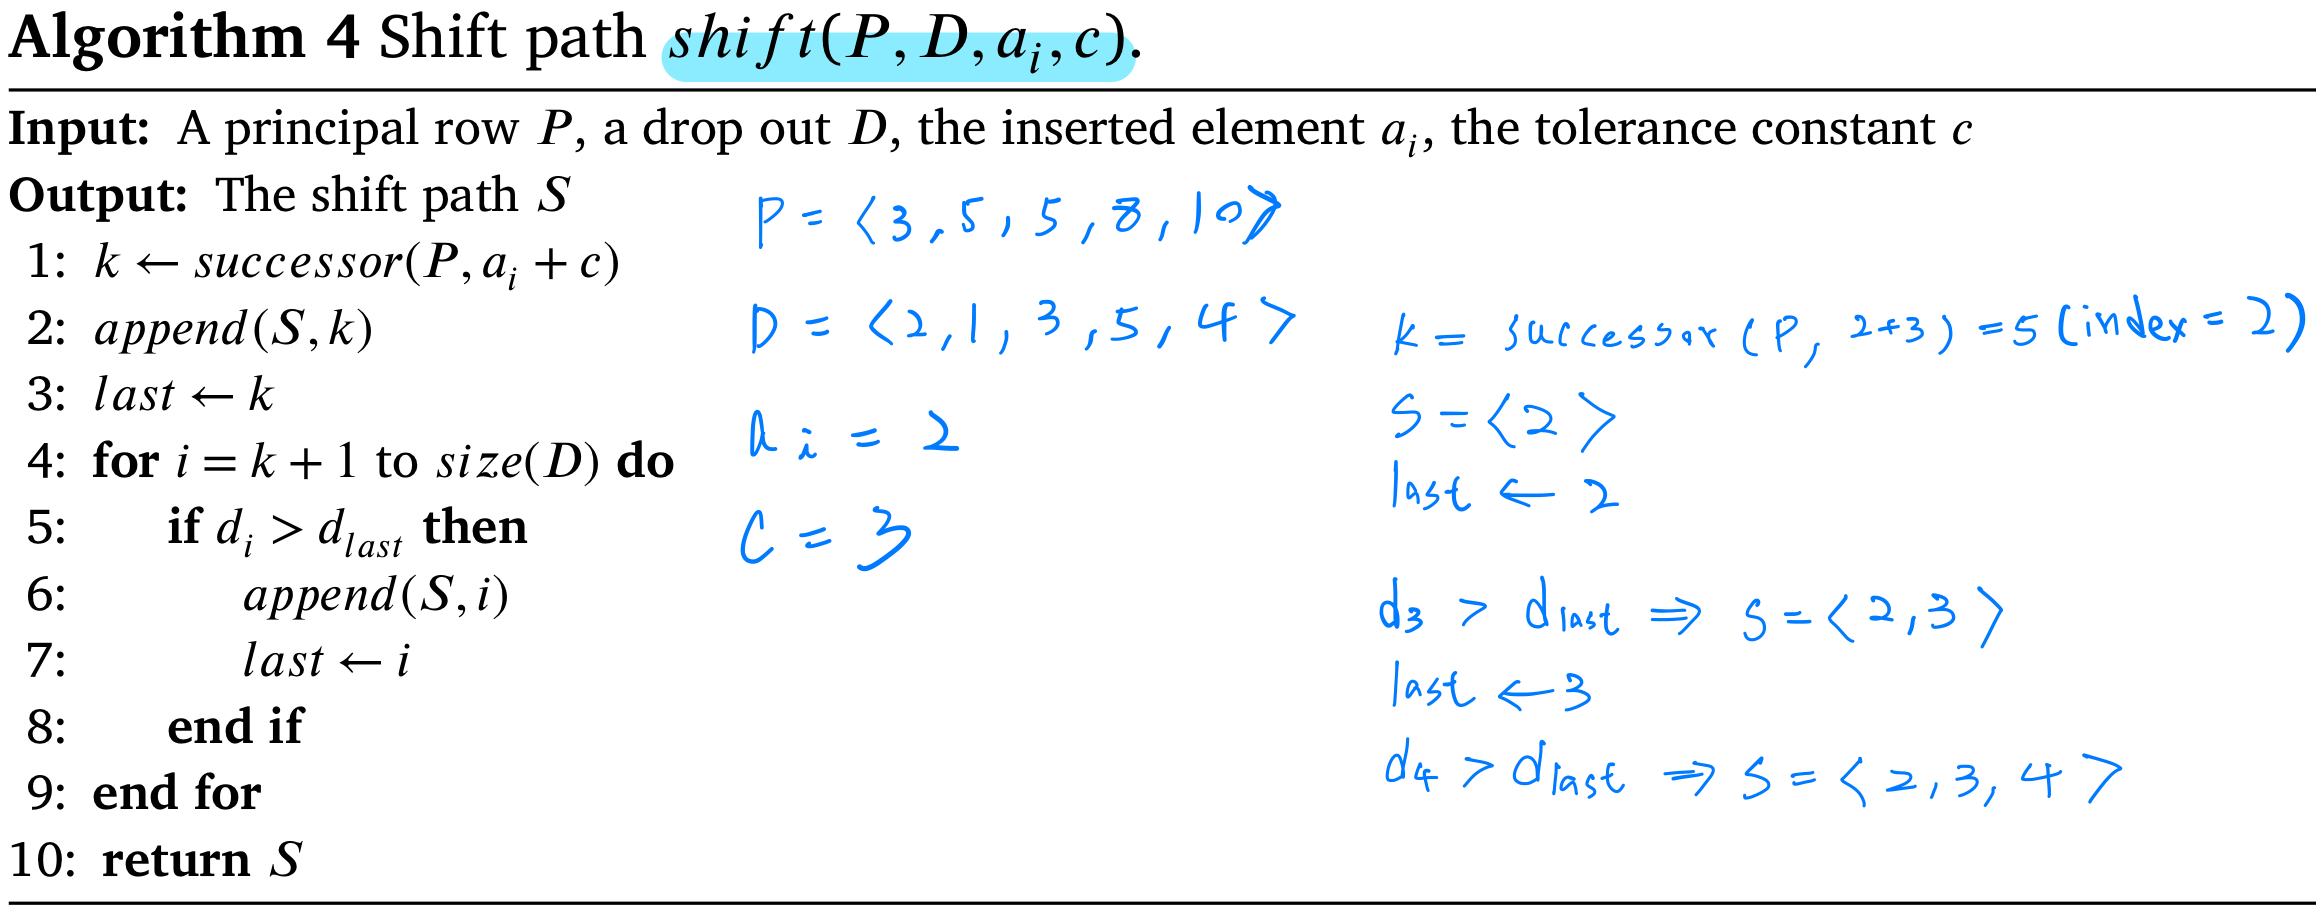 Algorithm 4 Shift path shift(P, D, a_i, c).
Input: A principal row P, a drop out D, the inserted element a_i, the tolerance constant c
Output: The shift path S
1: k ← successor(P, a_i + c)
2: append(S, k)
3: last ← k
4: for i = k + 1 to size(D) do
5: if d_i > d_last then
6: append(S, i)
7: last ← i
8: end if
9: end for
10: return S
P = ⟨3, 5, 5, 8, 10⟩
D = ⟨2, 1, 3, 5, 4⟩
a_i = 2
C = 3
k = successor (P, 2+3) = 5 (index = 2)
S = ⟨2⟩
last ← 2
d_3 > d_last ⇒ S = ⟨2, 3⟩
last ← 3
d_4 > d_last ⇒ S = ⟨2, 3, 4⟩